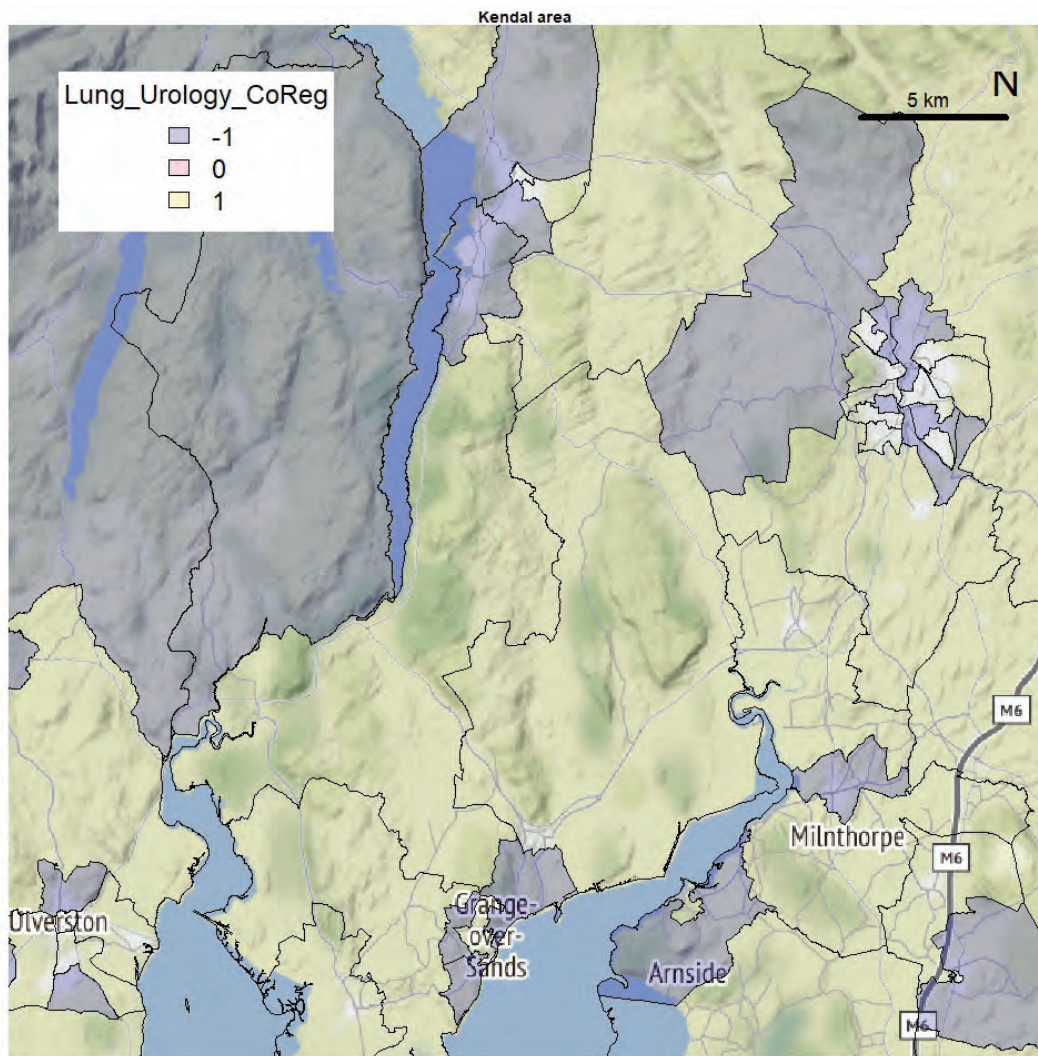 Kendal area
Lung_Urology_CoReg
-1
0
1
5 km
N
M6
Milnthorpe
M6
Grange-
over-
Sands
Ulverston
Arnside
M6